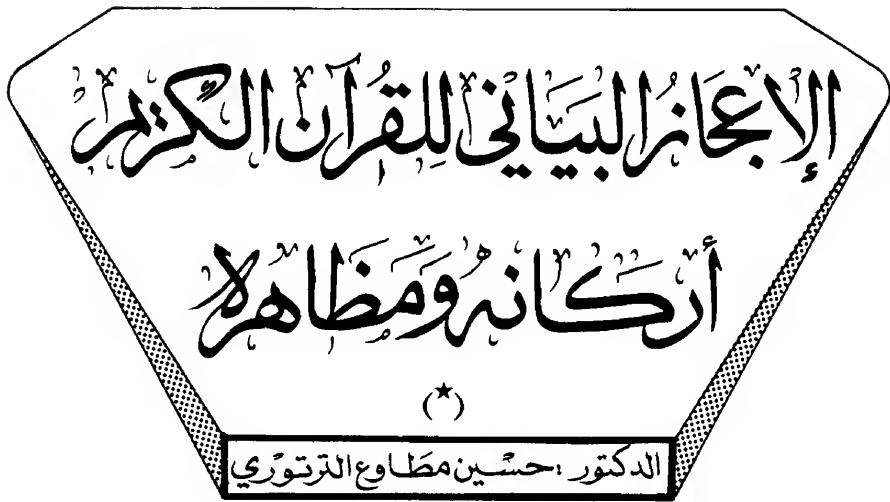 الإعجاز البياني للقرآن الكريم
أركانه ومظاهره
(★)
الدكتور : حسين مطاوع الترتوري